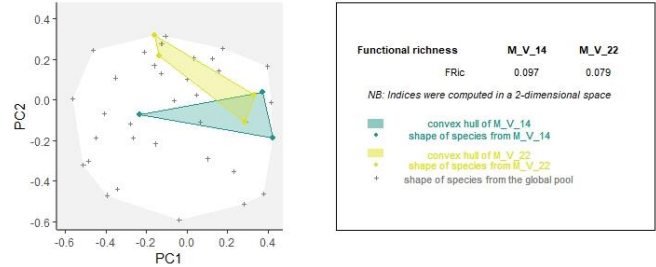 0.4
0.2
0.0
-0.2
-0.4
-0.6
PC2
-0.6 -0.4 -0.2 0.0 0.2 0.4
PC1
Functional richness M_V_14 M_V_22
FRic 0.097 0.079
NB: Indices were computed in a 2-dimensional space
convex hull of M_V_14
shape of species from M_V_14
convex hull of M_V_22
shape of species from M_V_22
shape of species from the global pool